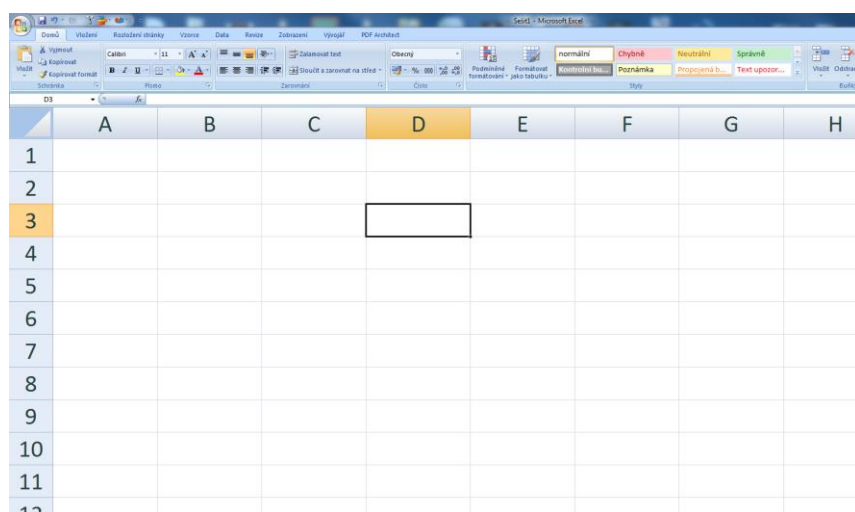 Sešit1 - Microsoft Excel
Domů Vložení Rozložení stránky Vzorce Data Revize Zobrazení Vývojář PDF Architect
Vložit
Vyjmout
Kopírovat
Kopírovat formát
Schránka
Calibri 11
B I U
Písmo
Zalamovat text
Sloučit a zarovnat na střed
Zarovnání
Obecný
% 000
Číslo
Podmíněné formátování
Formátovat jako tabulku
normální Chybně Neutrální Správně
Kontrolní bu... Poznámka Propojená b... Text upozor...
Styly
Vložit
D3 fx
A B C D E F G H
1
2
3
4
5
6
7
8
9
10
11
12